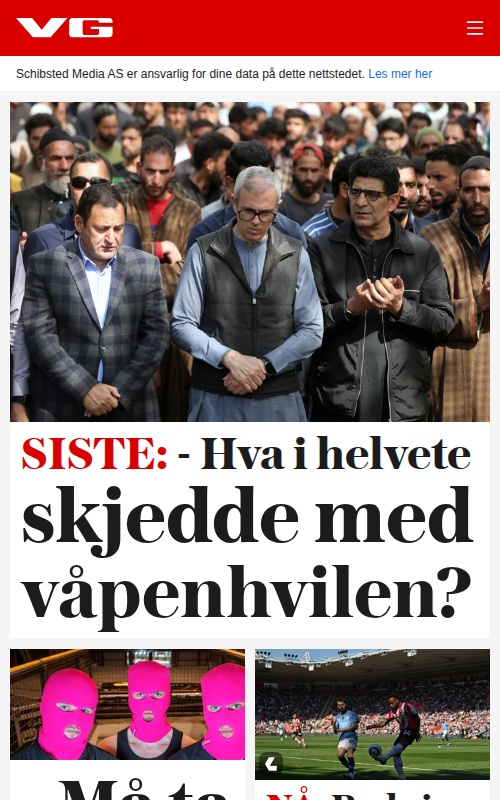 VG
Schibsted Media AS er ansvarlig for dine data på dette nettstedet. Les mer her
SISTE: - Hva i helvete
skjedde med
våpenhvilen?